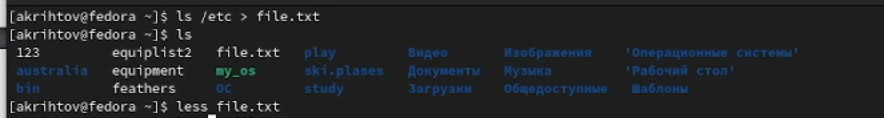 [akrihtov@fedora ~]$ ls /etc > file.txt
[akrihtov@fedora ~]$ ls
123 equiplist2 file.txt play Видео Изображения 'Операционные системы'
australia equipment my_os ski.plases Документы Музыка 'Рабочий стол'
bin feathers ОС study Загрузки Общедоступные Шаблоны
[akrihtov@fedora ~]$ less file.txt